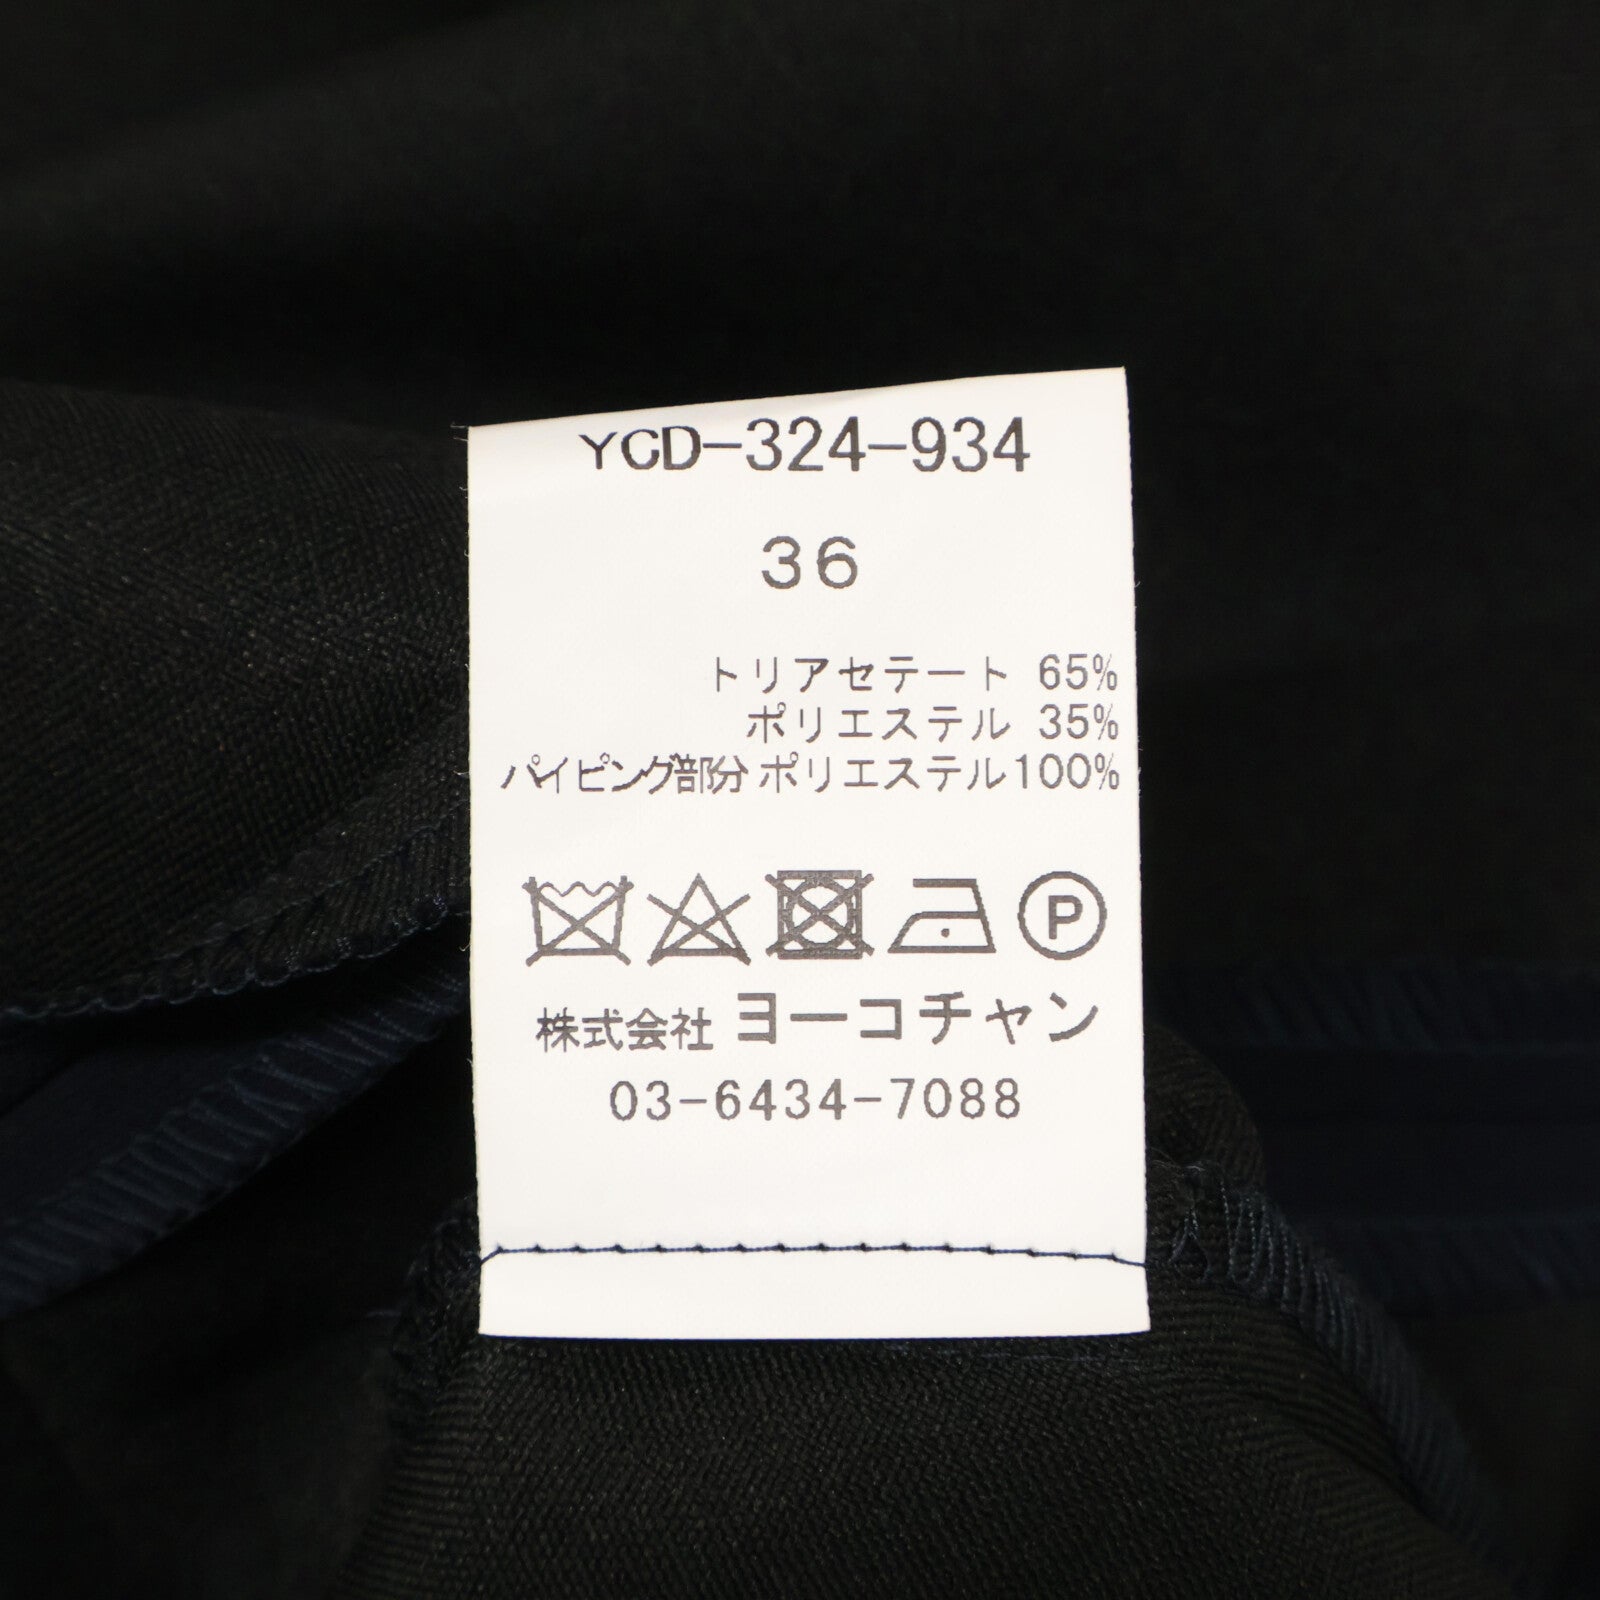 YCD-324-934
36
トリアセテート 65%
ポリエステル 35%
パイピング部分 ポリエステル100%
P
株式会社 ヨーコチャン
03-6434-7088